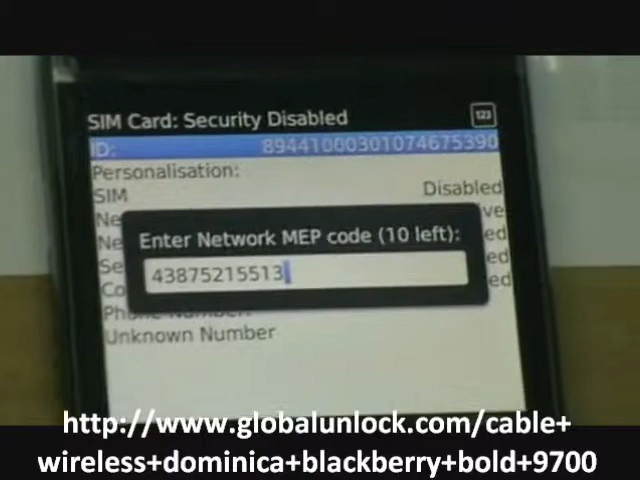 SIM Card: Security Disabled 123
ID: 89441000301074675390
Personalisation:
SIM Disabled
Enter Network MEP code (10 left):
43875215513
Unknown Number
http://www.globalunlock.com/cable+
wireless+dominica+blackberry+bold+9700